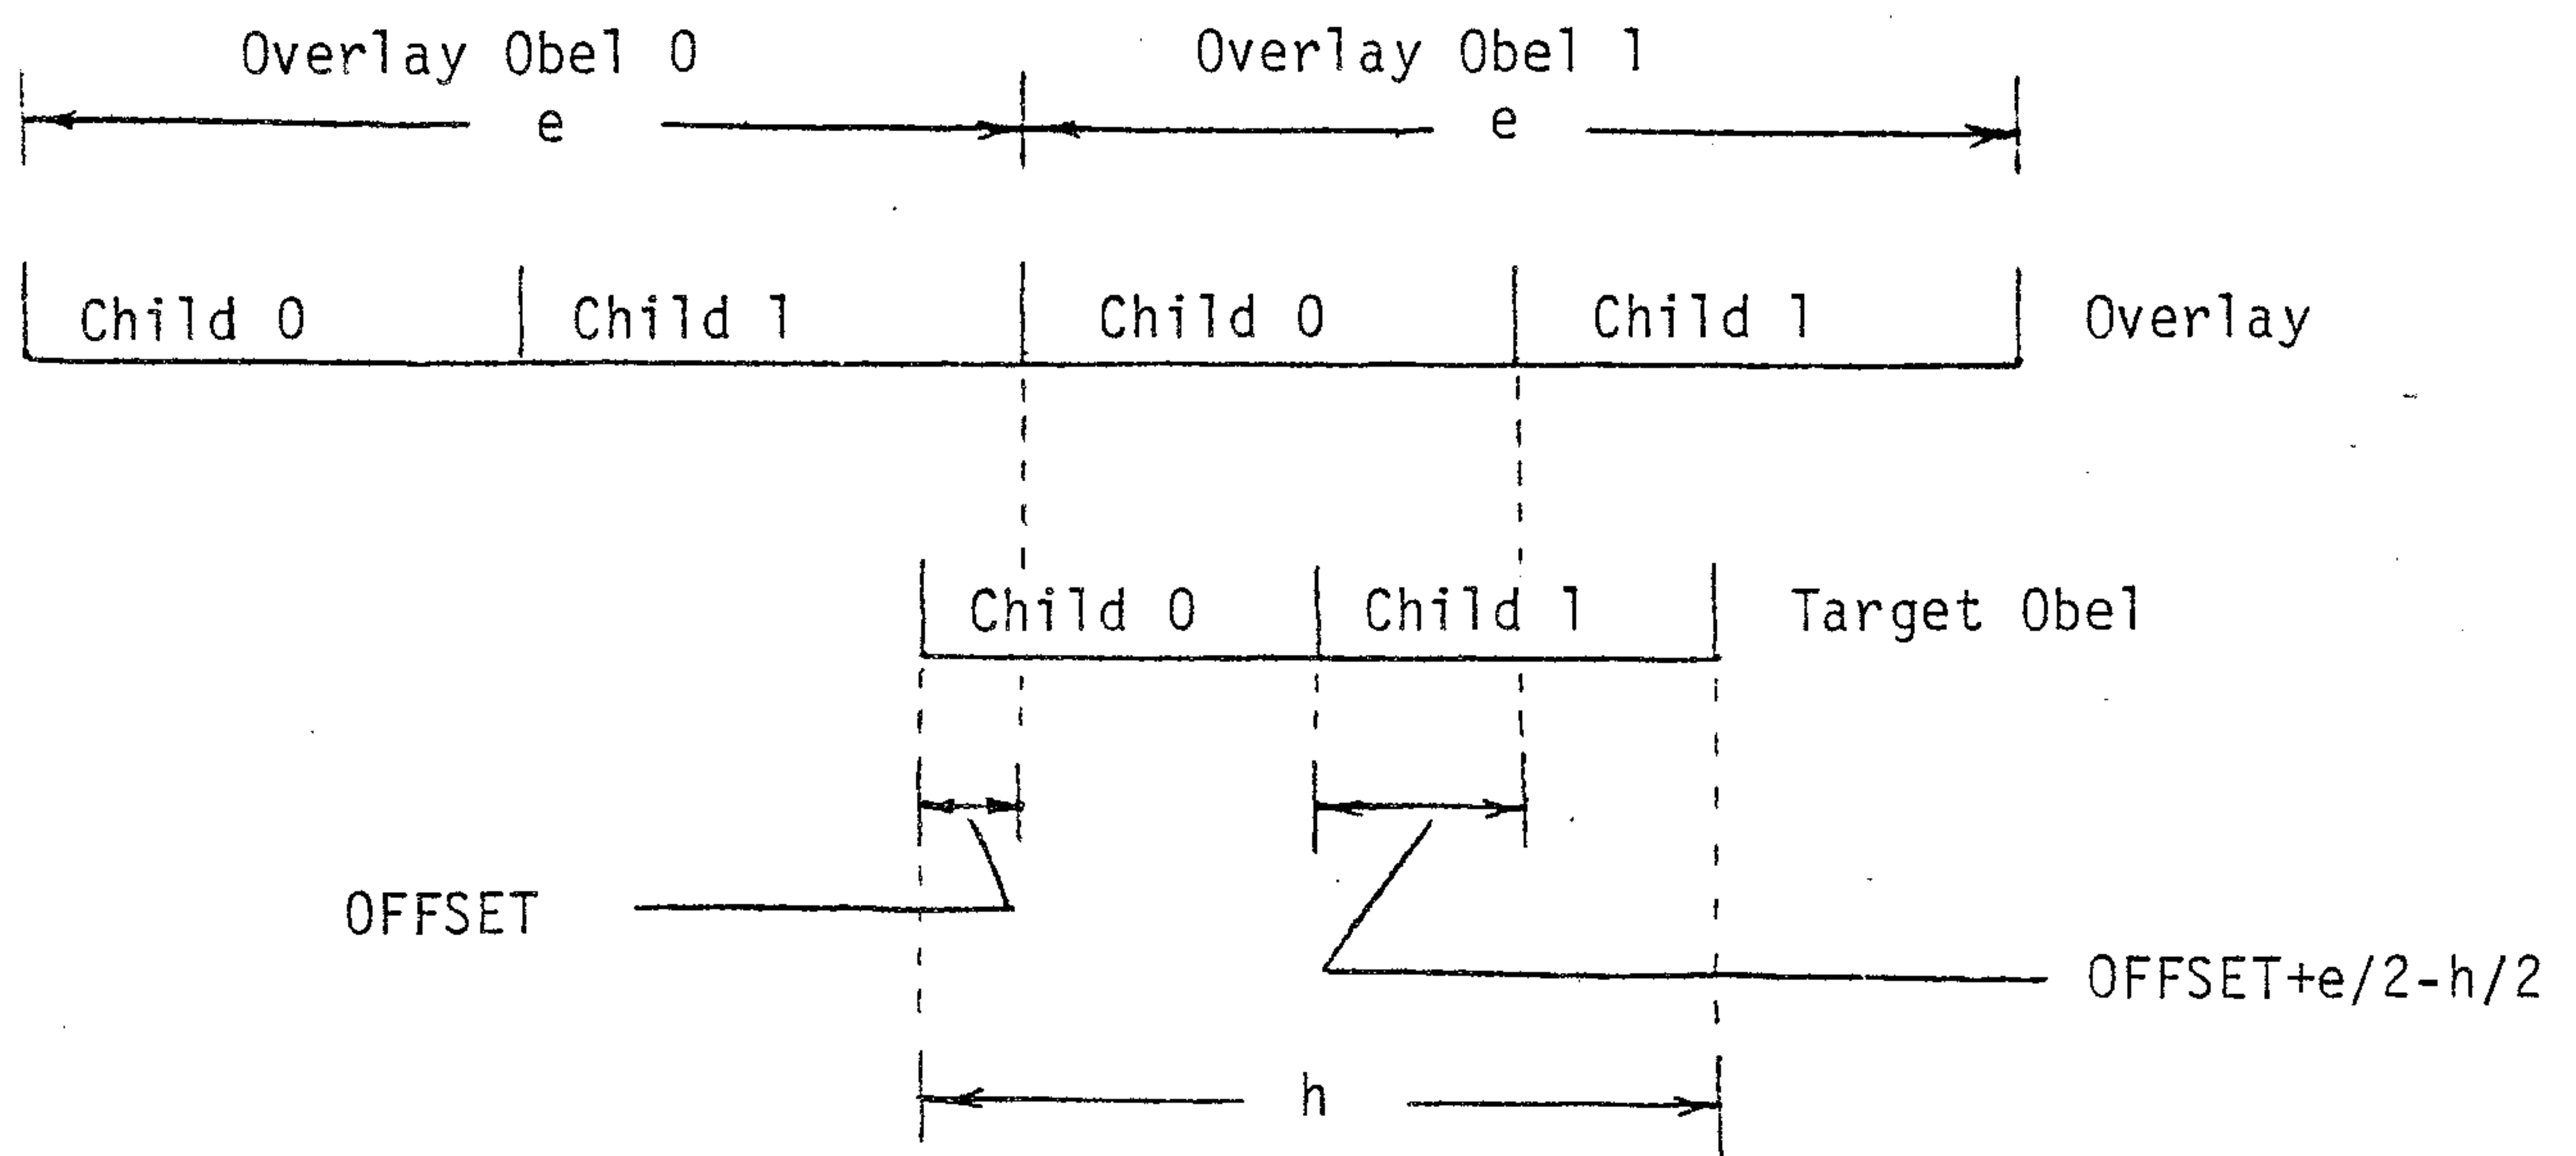 Overlay Obel 0 Overlay Obel 1
e e
Child 0 Child 1 Child 0 Child 1 Overlay
Child 0 Child 1 Target Obel
OFFSET
OFFSET+e/2-h/2
h